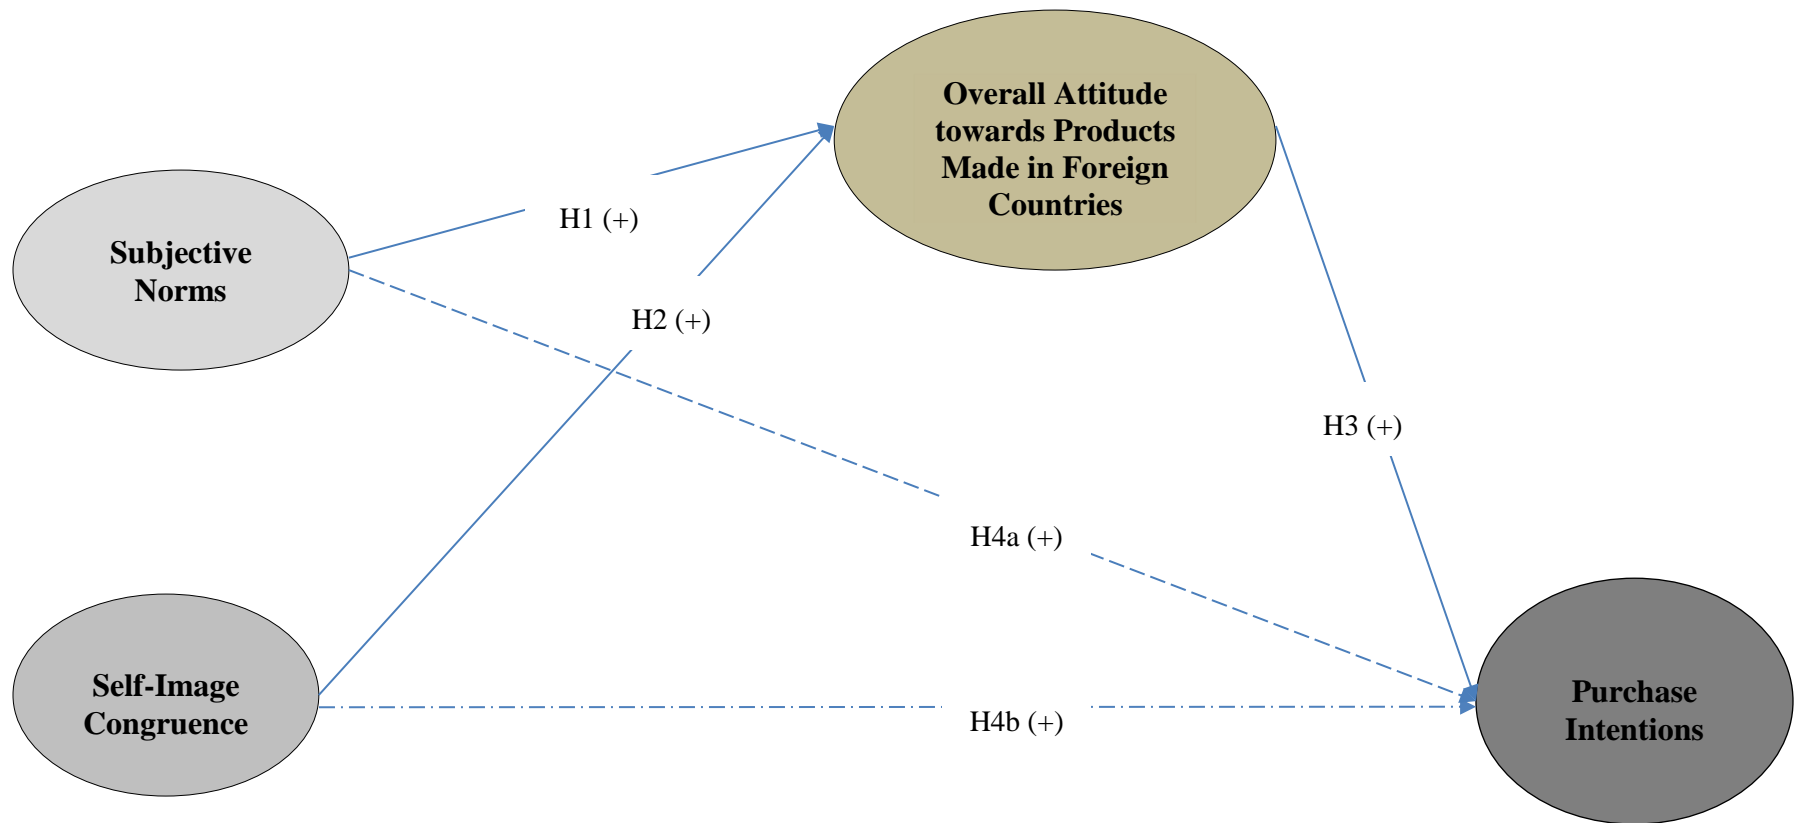 Overall Attitude
towards Products
Made in Foreign
Countries
H1 (+)
Subjective
Norms
H2 (+)
H3 (+)
H4a (+)
Self-Image
Congruence
H4b (+)
Purchase
Intentions